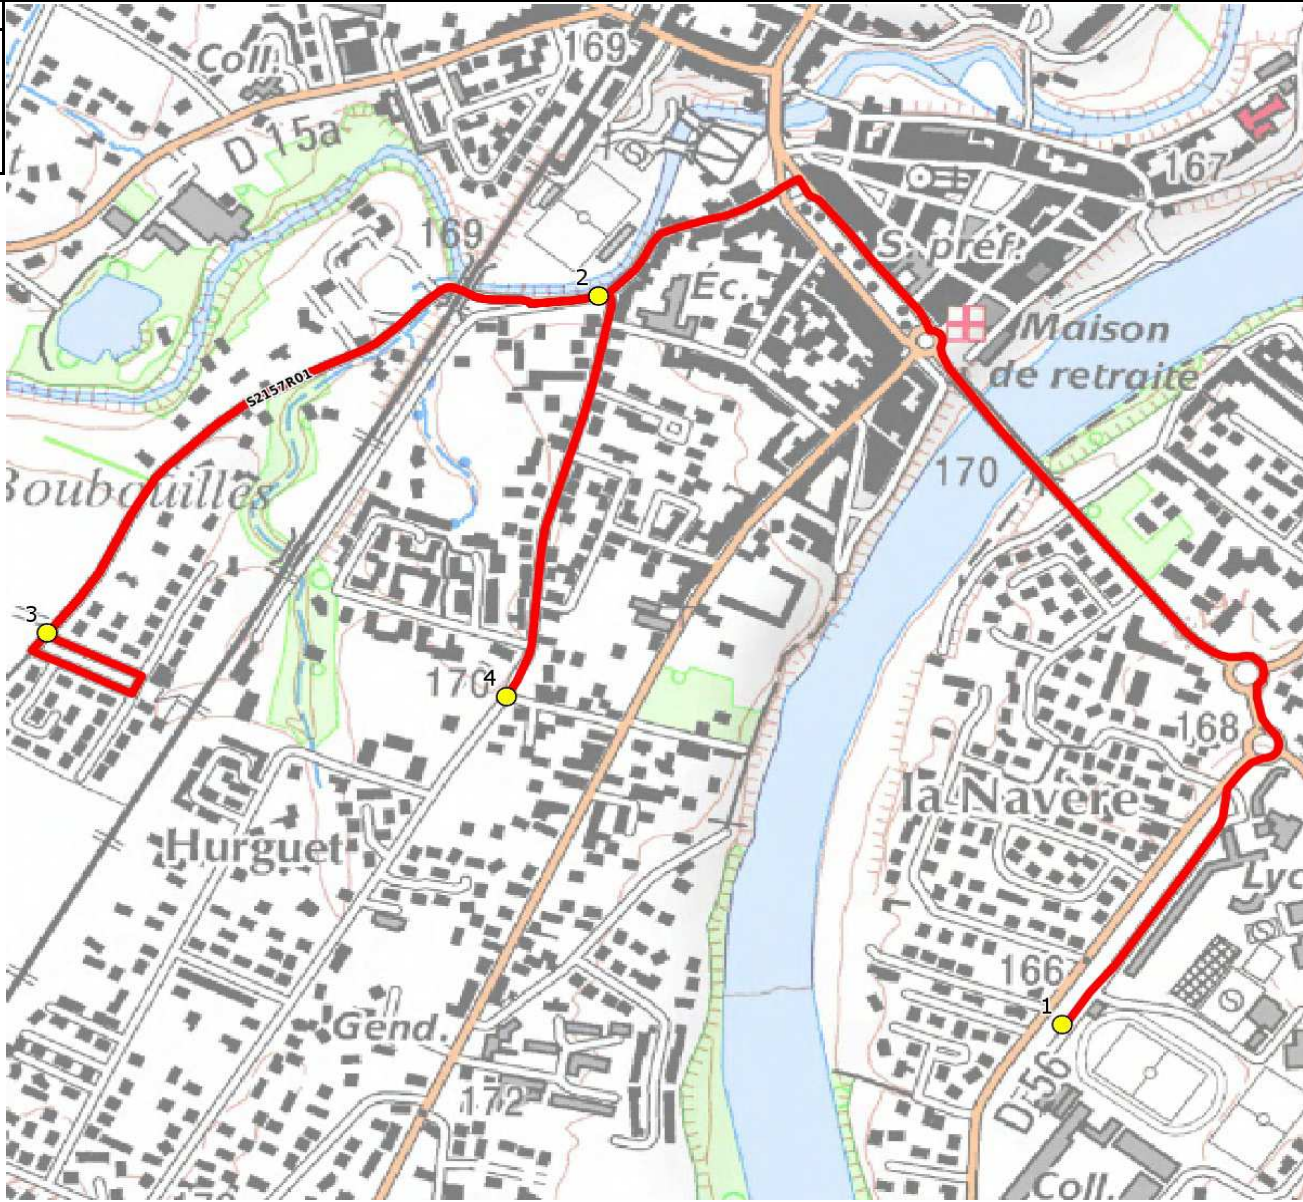 169
Coll.
D 15a
t
167
169
S. préf.
2
Éc.
Maison
de retraite
S2157R01
170
Boubouilles
3
170
4
168
la Navère
Hurguet
Lyc
166
1
Gend.
D 56
172
Coll.